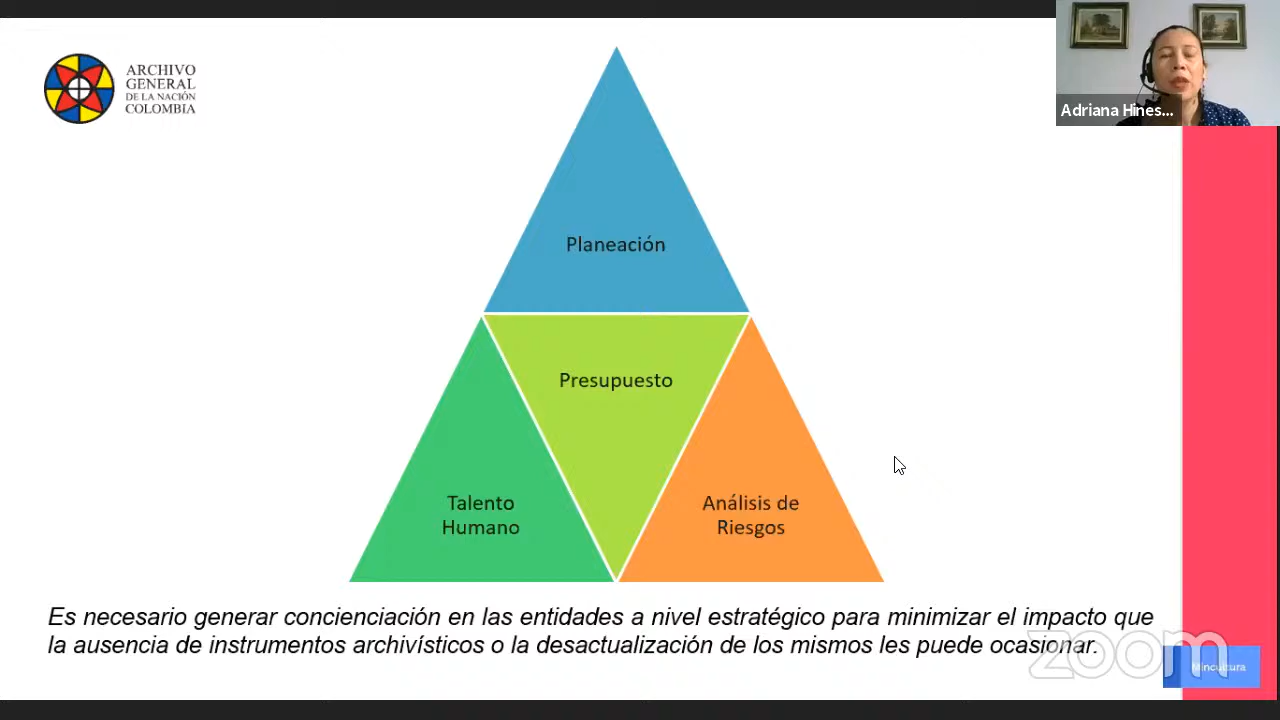 ARCHIVO
GENERAL
DE LA NACIÓN
COLOMBIA
Adriana Hines...
Planeación
Presupuesto
Talento
Humano
Análisis de
Riesgos
Es necesario generar concienciación en las entidades a nivel estratégico para minimizar el impacto que
la ausencia de instrumentos archivísticos o la desactualización de los mismos les puede ocasionar.
zoom
Mincultura